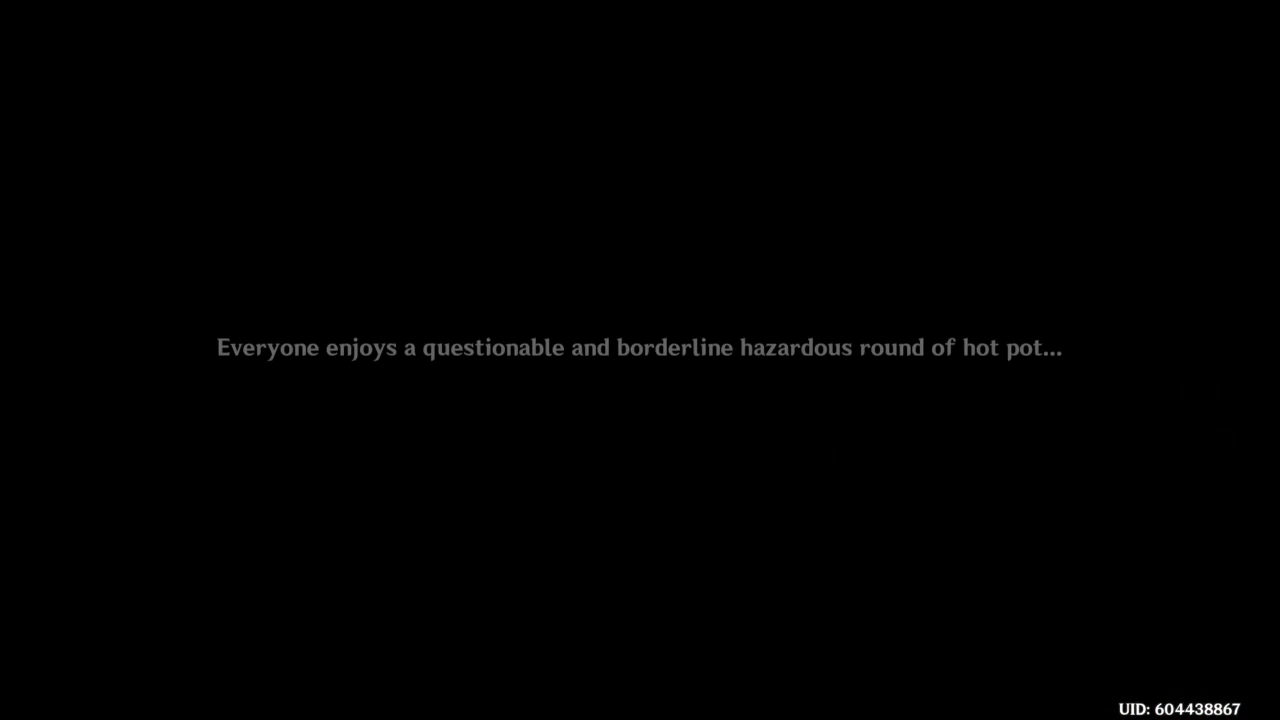 Everyone enjoys a questionable and borderline hazardous round of hot pot...
UID: 604438867